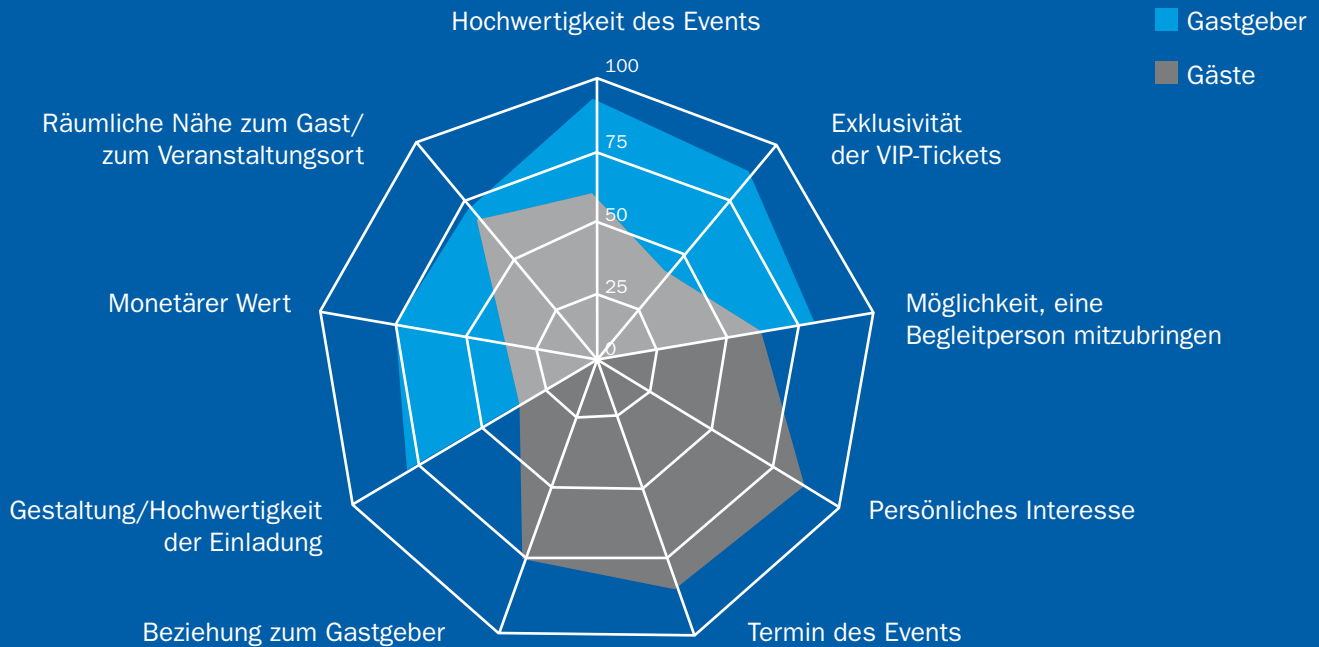 Hochwertigkeit des Events
Gastgeber
Gäste
100
75
50
25
0
Räumliche Nähe zum Gast/
zum Veranstaltungsort
Exklusivität
der VIP-Tickets
Monetärer Wert
Möglichkeit, eine
Begleitperson mitzubringen
Gestaltung/Hochwertigkeit
der Einladung
Persönliches Interesse
Beziehung zum Gastgeber
Termin des Events